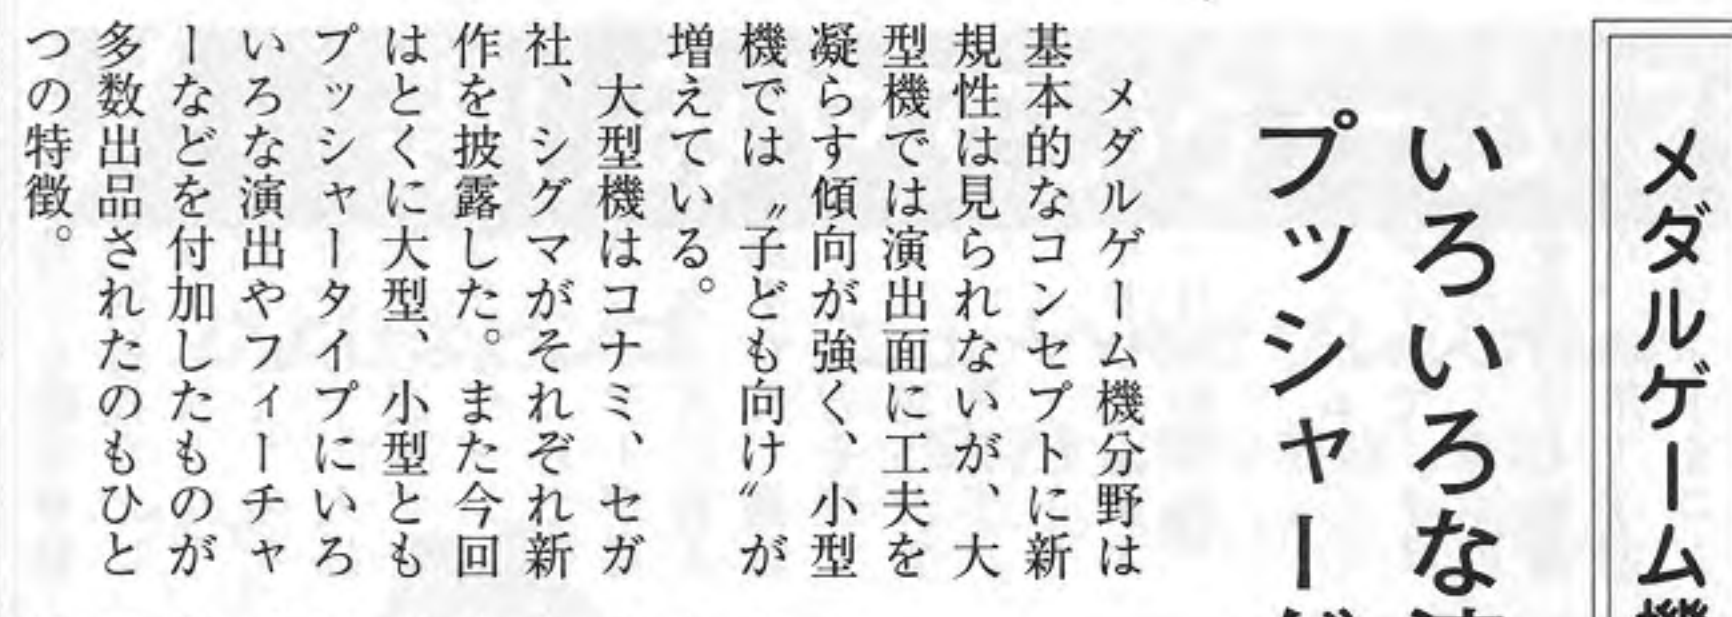 メダルゲーム機
いろいろな
プッシャー
メダルゲーム機分野は
基本的なコンセプトに新
規性は見られないが、大
型機では演出面に工夫を
凝らす傾向が強く、小型
機では〝子ども向け〟が
増えている。
大型機はコナミ、セガ
社、シグマがそれぞれ新
作を披露した。また今回
はとくに大型、小型とも
プッシャータイプにいろ
いろな演出やフィーチャ
ーなどを付加したものが
多数出品されたのもひと
つの特徴。